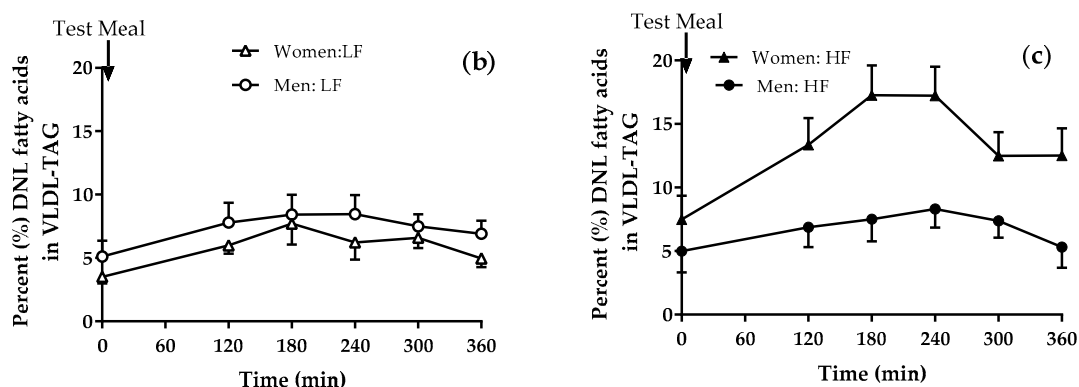 Test Meal
Women:LF
Men: LF
(b)
Percent (%) DNL fatty acids
in VLDL-TAG
20
15
10
5
0
0 60 120 180 240 300 360
Time (min)
Test Meal
Women: HF
Men: HF
(c)
Percent (%) DNL fatty acids
in VLDL-TAG
20
15
10
5
0
0 60 120 180 240 300 360
Time (min)